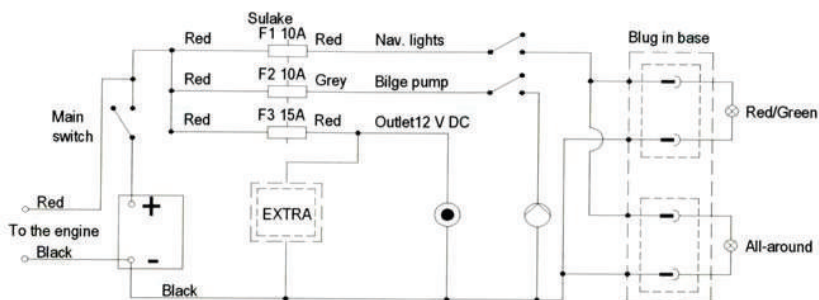 Sulake
Red F1 10A Red Nav. lights
Blug in base
Red F2 10A Grey Bilge pump
Main switch
Red F3 15A Red Outlet12 V DC
Red/Green
Red
+
EXTRA
To the engine
Black
-
All-around
Black